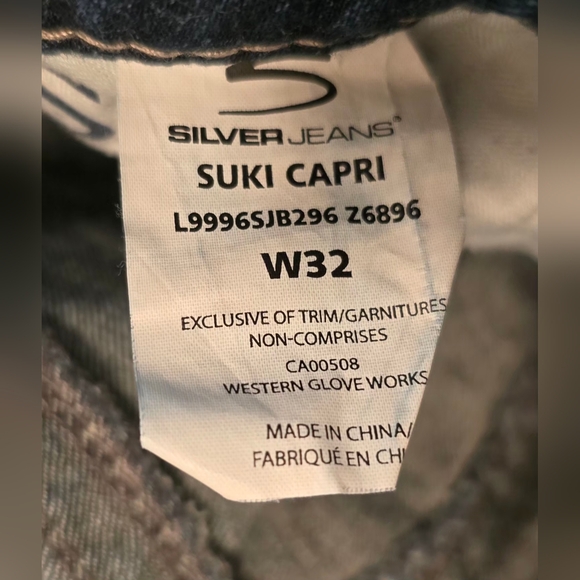 SILVER JEANS
SUKI CAPRI
L9996SJB296 Z6896
W32
EXCLUSIVE OF TRIM/GARNITURES
NON-COMPRISES
CA00508
WESTERN GLOVE WORKS
MADE IN CHINA/
FABRIQUÉ EN CHI